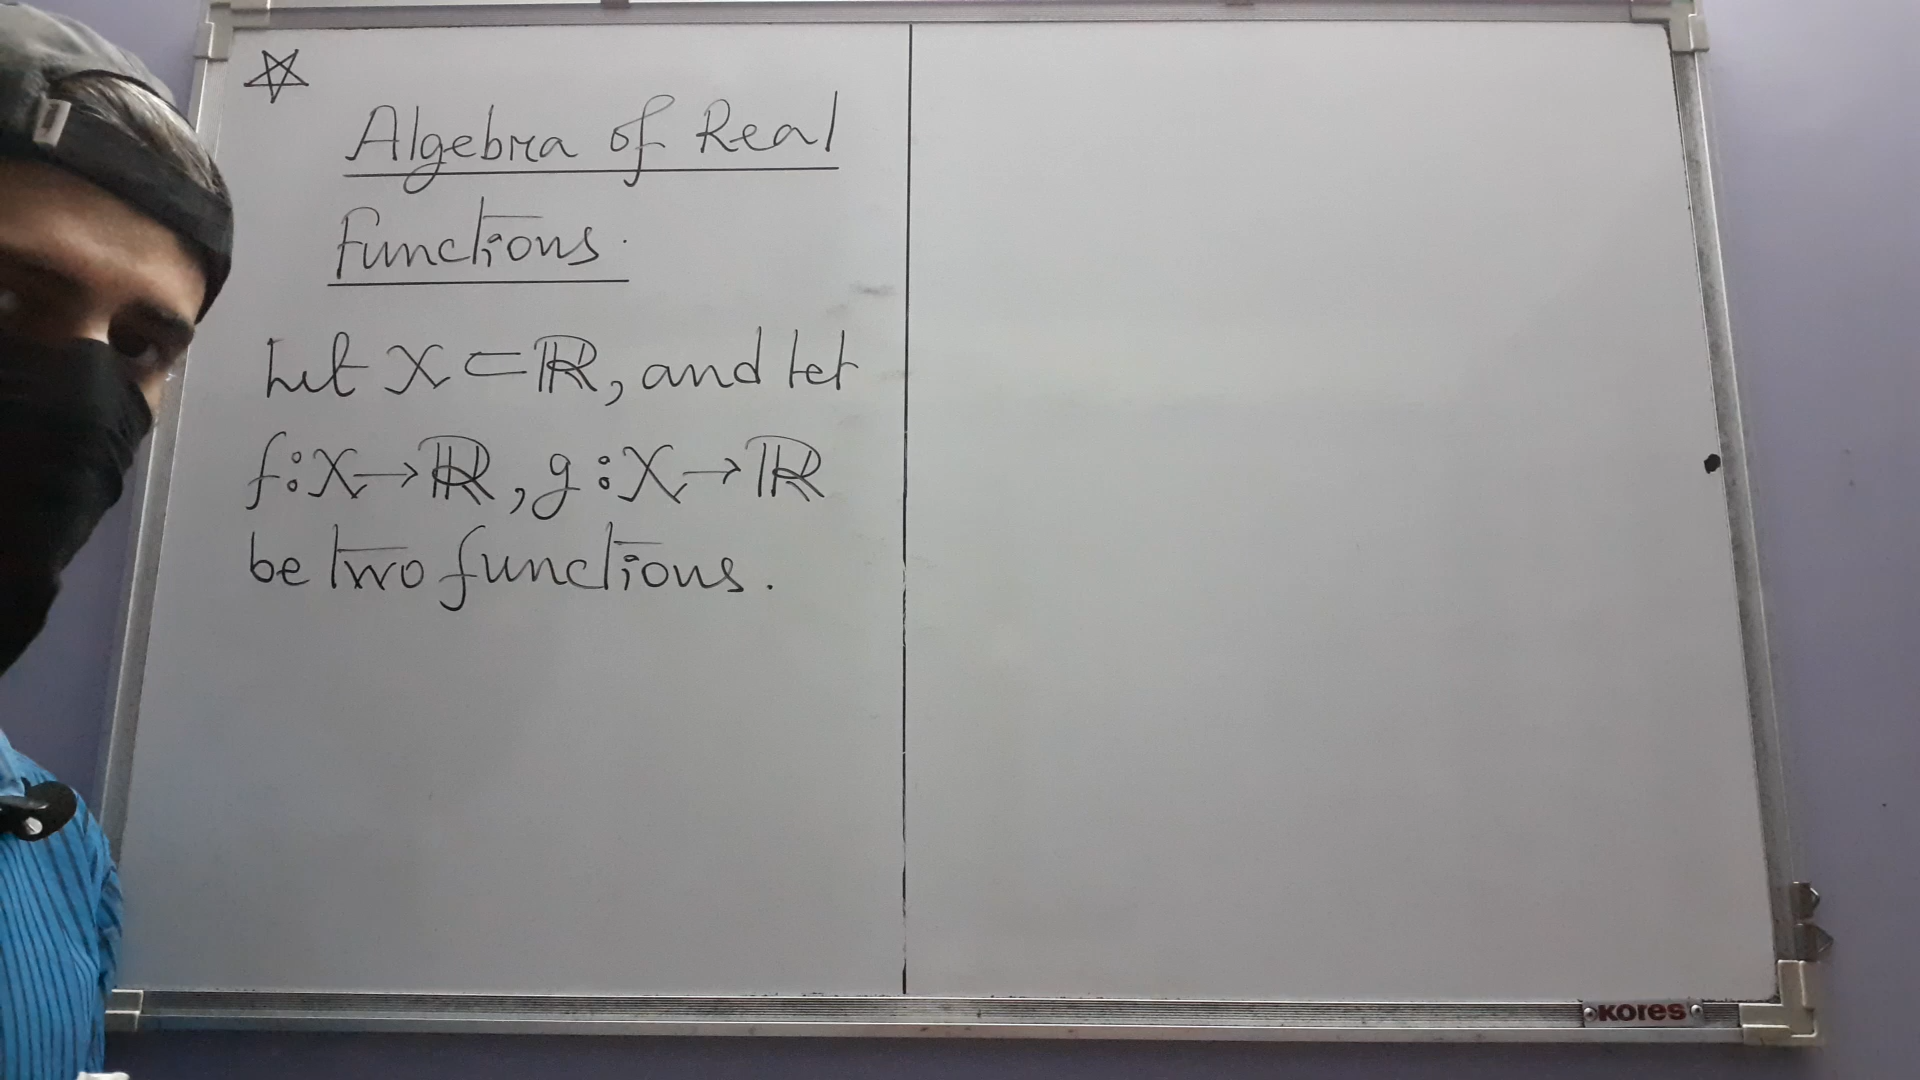 Algebra of Real
Functions.
Let X ⊂ ℝ, and let
f:X→ℝ, g:X→ℝ
be two functions.
KORES